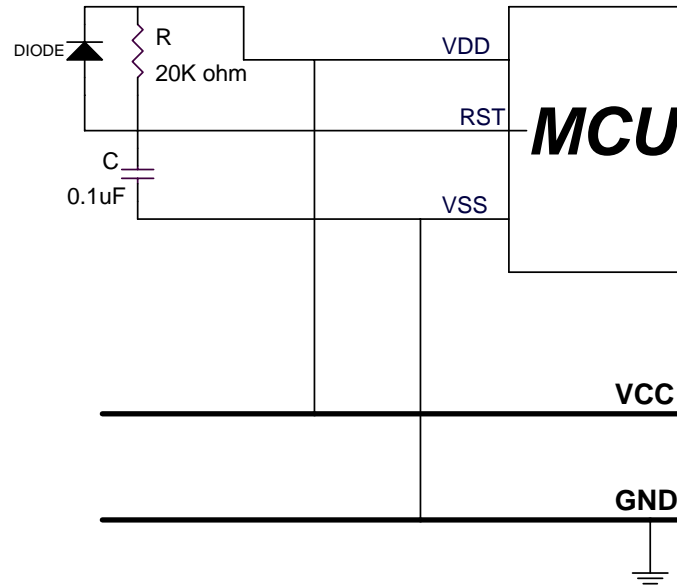 DIODE
R
20K ohm
VDD
RST
MCU
C
0.1uF
VSS
VCC
GND